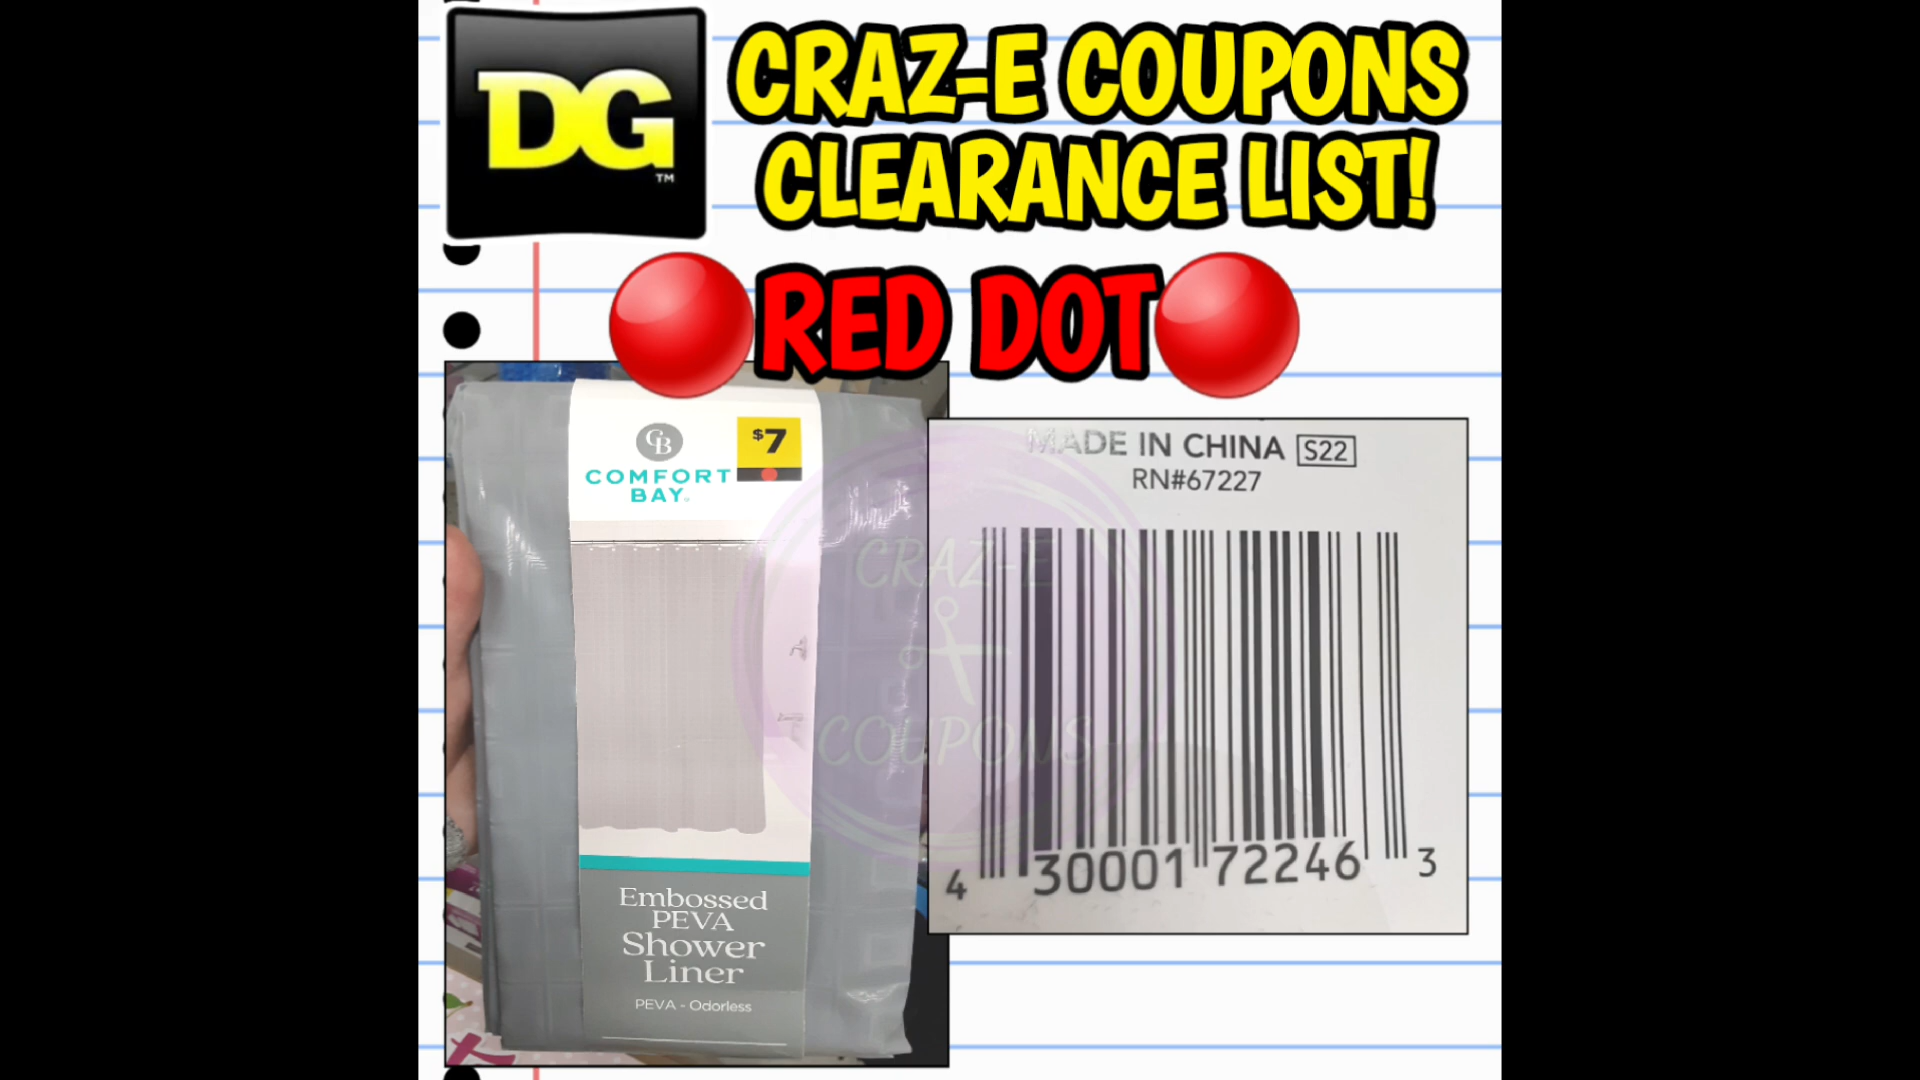 DG
TM
CRAZ-E COUPONS
CLEARANCE LIST!
RED DOT
CB
$7
COMFORT
BAY
Embossed
PEVA
Shower
Liner
PEVA - Odorless
MADE IN CHINA S22
RN#67227
4 30001 72246 3
CRAZ-E
COUPONS